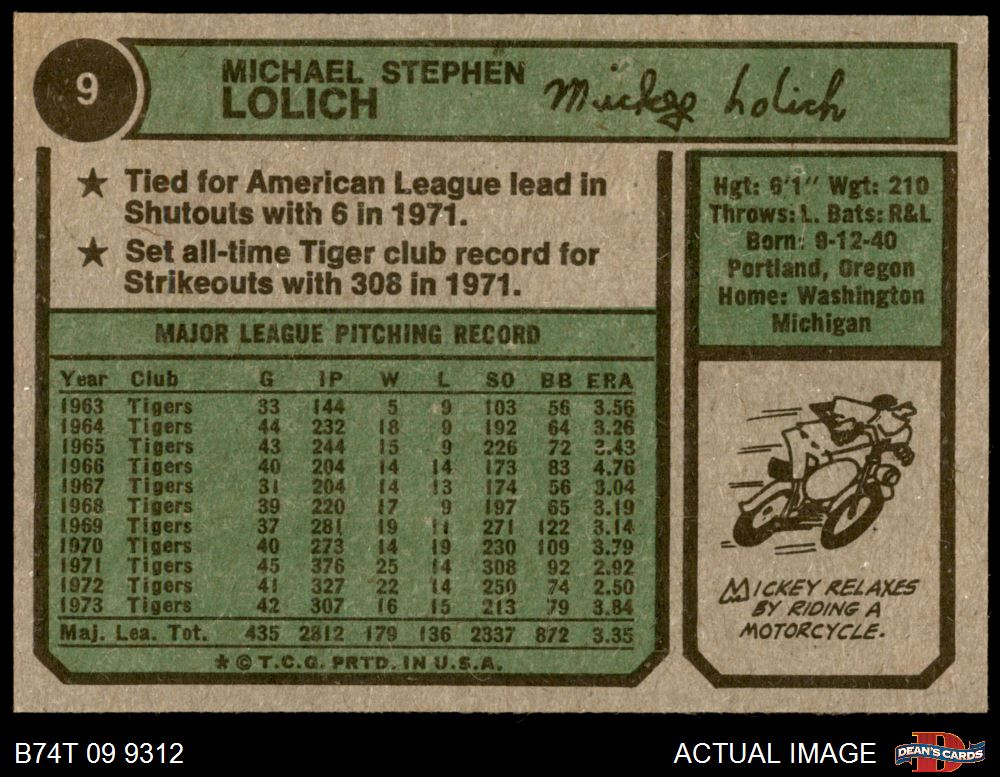 9
MICHAEL STEPHEN
LOLICH
Mickey Lolich
★ Tied for American League lead in
Shutouts with 6 in 1971.
★ Set all-time Tiger club record for
Strikeouts with 308 in 1971.
MAJOR LEAGUE PITCHING RECORD
Year Club G IP W L SO BB ERA
1963 Tigers 33 144 5 9 103 56 3.56
1964 Tigers 44 232 18 9 192 64 3.26
1965 Tigers 43 244 15 9 226 72 3.43
1966 Tigers 40 204 14 14 173 83 4.76
1967 Tigers 31 204 14 13 174 56 3.04
1968 Tigers 39 220 17 9 197 65 3.19
1969 Tigers 37 281 19 11 271 122 3.14
1970 Tigers 40 273 14 19 230 109 3.79
1971 Tigers 45 376 25 14 308 92 2.92
1972 Tigers 41 327 22 14 250 74 2.50
1973 Tigers 42 307 16 15 213 79 3.84
Maj. Lea. Tot. 435 2812 179 136 2337 872 3.35
★ © T.C.G. PRTD. IN U.S.A.
Hgt: 6'1" Wgt: 210
Throws: L. Bats: R&L
Born: 9-12-40
Portland, Oregon
Home: Washington
Michigan
MICKEY RELAXES
BY RIDING A
MOTORCYCLE.
B74T 09 9312
ACTUAL IMAGE
DEAN'S CARDS